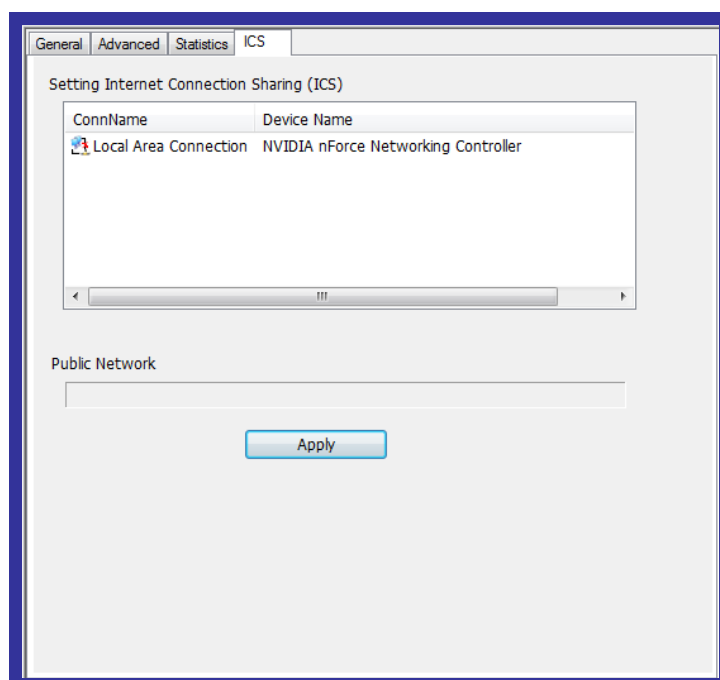 General Advanced Statistics ICS
Setting Internet Connection Sharing (ICS)
ConnName Device Name
Local Area Connection NVIDIA nForce Networking Controller
Public Network
Apply